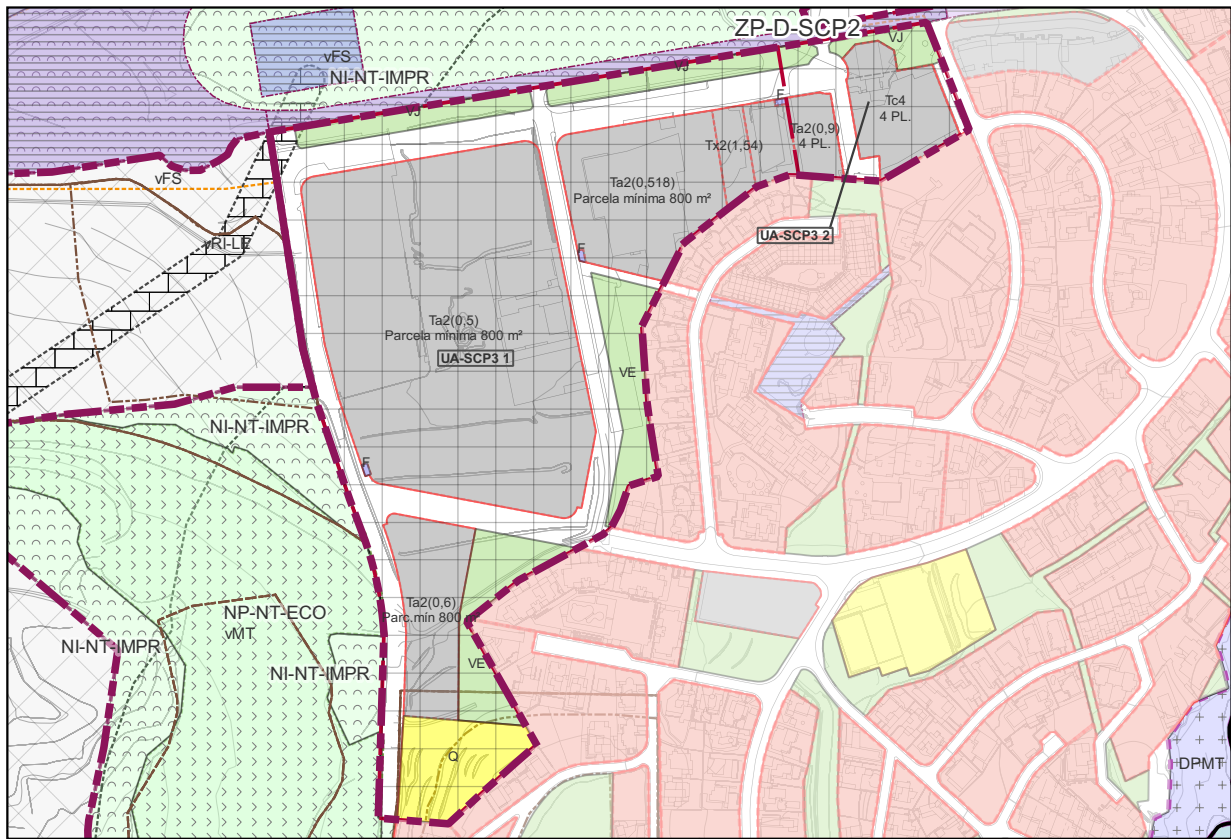 ZP-D-SCP2
VJ
vFS
NI-NT-IMPR
VJ
VJ
F
Tc4
4 PL.
Ta2(0,9)
4 PL.
Tx2(1,54)
vFS
Ta2(0,518)
Parcela mínima 800 m²
UA-SCP3 2
vRI-LE
F
Ta2(0,5)
Parcela mínima 800 m²
UA-SCP3 1
VE
NI-NT-IMPR
F
Ta2(0,6)
Parc.mín 800 m
NP-NT-ECO
vMT
NI-NT-IMPR
VE
NI-NT-IMPR
Q
DPMT